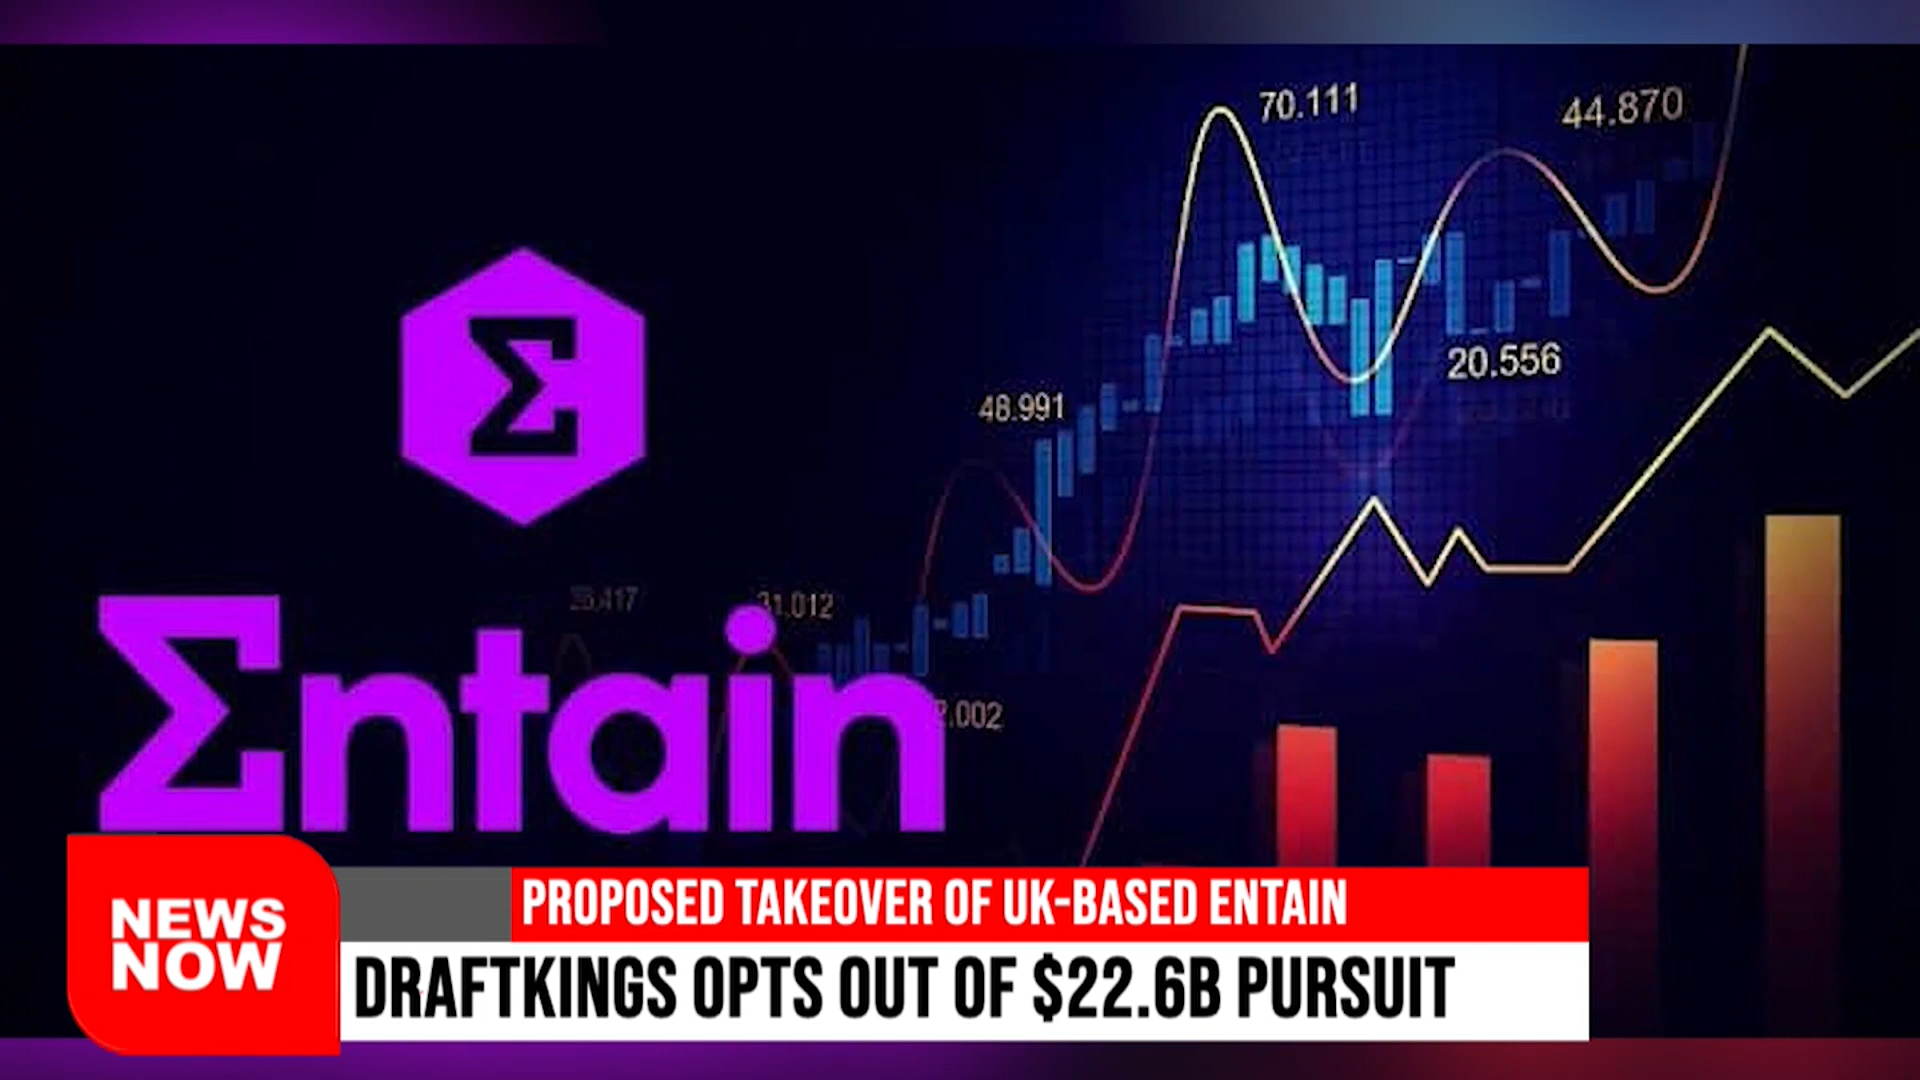 70.111
44.870
20.556
48.991
31,012
Σ
Σntain
NEWS
NOW
PROPOSED TAKEOVER OF UK-BASED ENTAIN
DRAFTKINGS OPTS OUT OF $22.6B PURSUIT